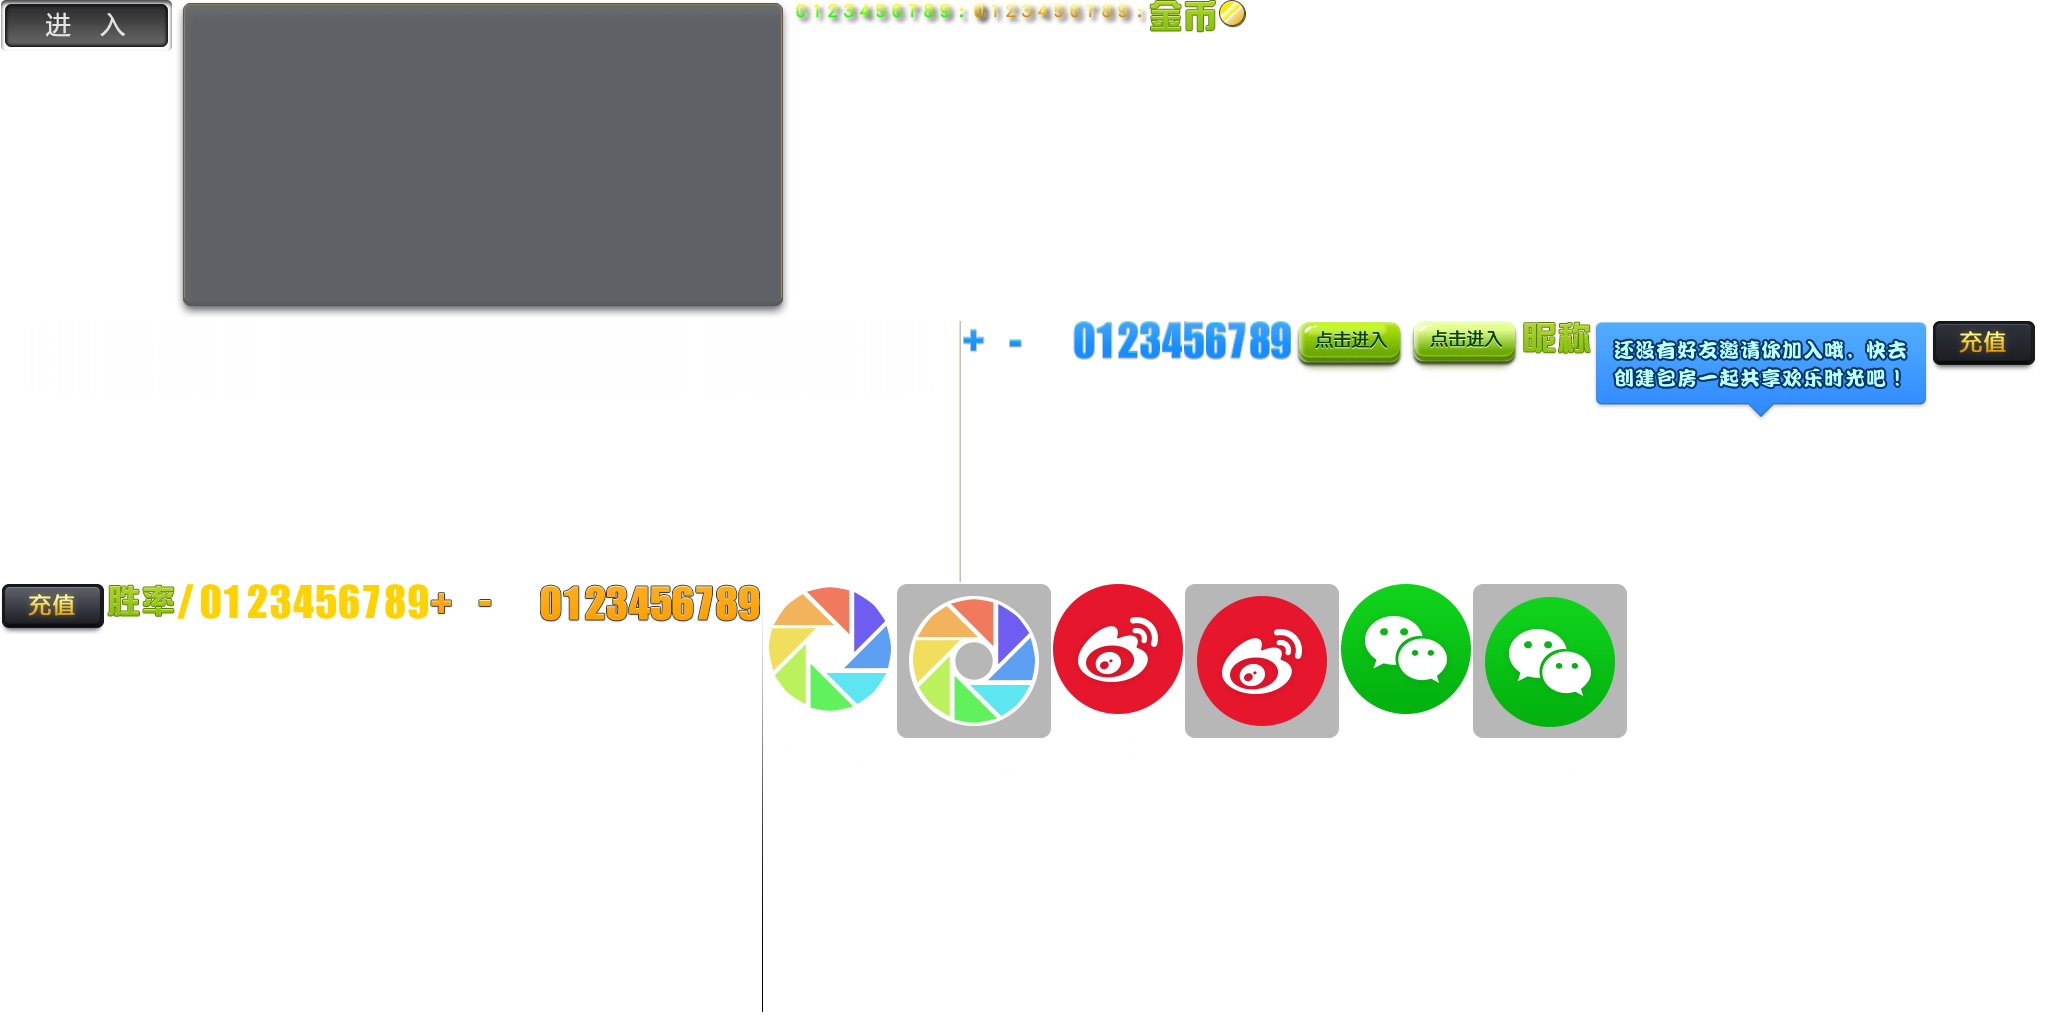 进 入
0123456789:
0123456789:
金币
+ -
0123456789
点击进入
点击进入
昵称
还没有好友邀请你加入哦,快去
创建包房一起共享欢乐时光吧!
充值
充值
胜率
/0123456789
+ -
0123456789